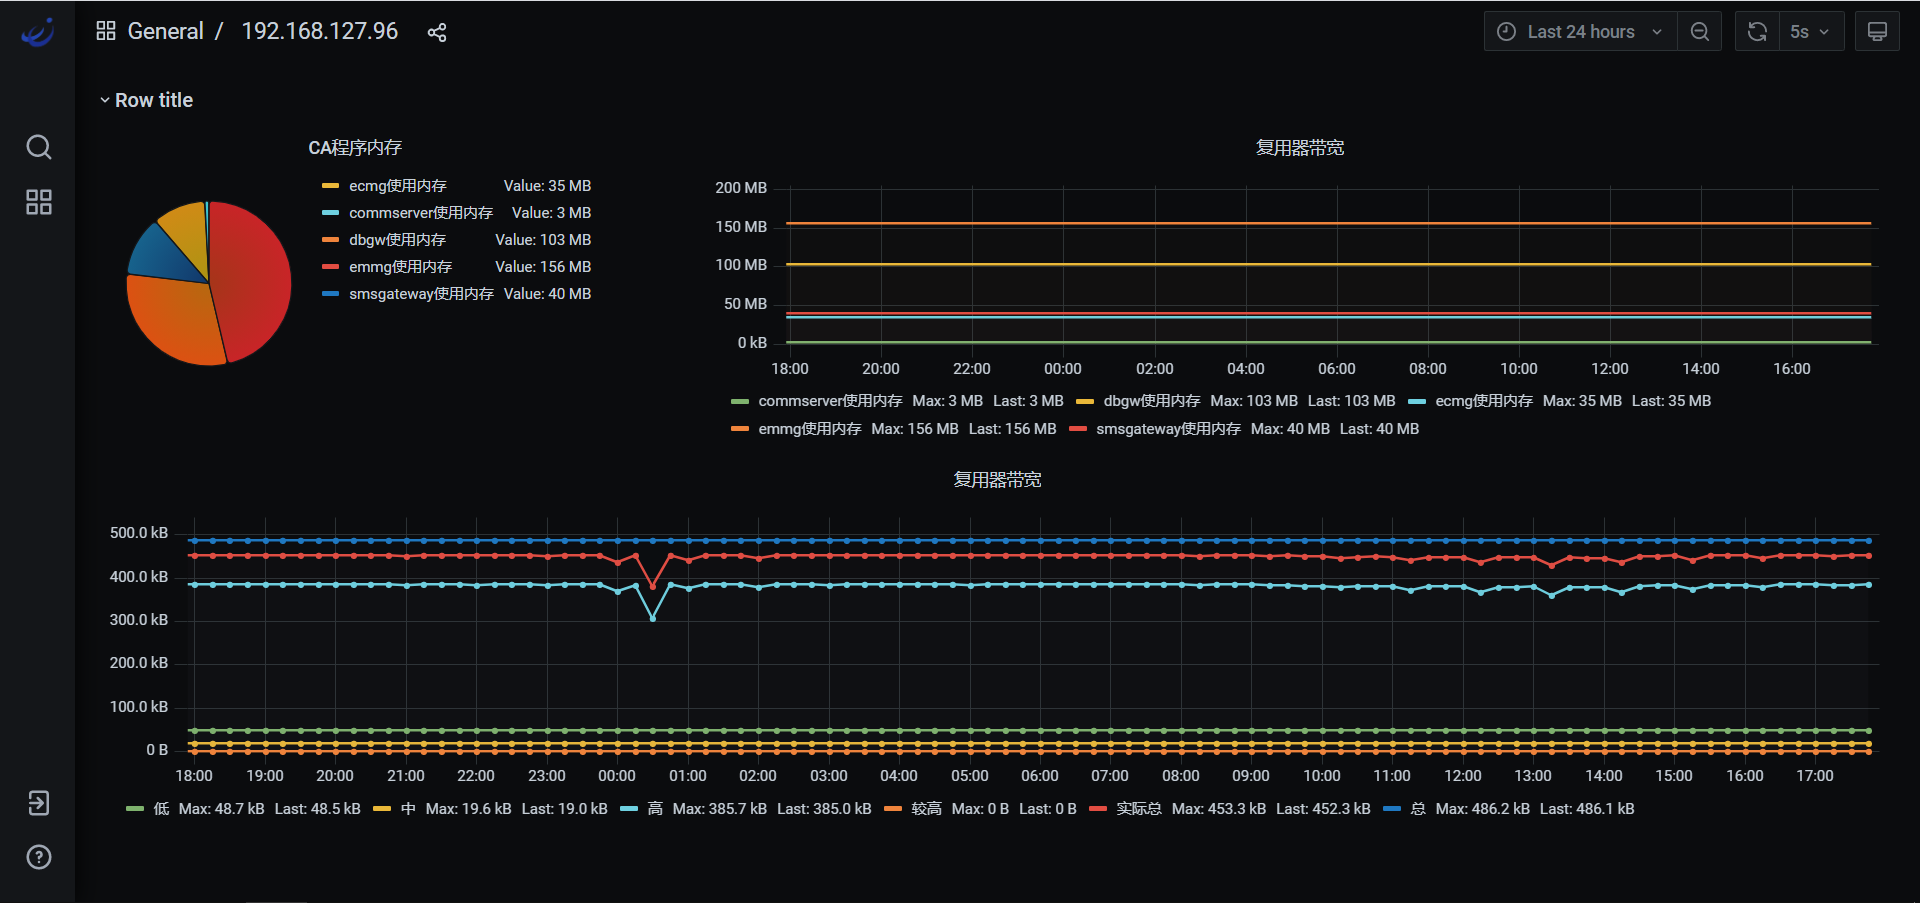 General / 192.168.127.96
Last 24 hours
5s
Row title
CA程序内存
ecmg使用内存 Value: 35 MB
commserver使用内存 Value: 3 MB
dbgw使用内存 Value: 103 MB
emmg使用内存 Value: 156 MB
smsgateway使用内存 Value: 40 MB
复用器带宽
200 MB
150 MB
100 MB
50 MB
0 kB
18:00 20:00 22:00 00:00 02:00 04:00 06:00 08:00 10:00 12:00 14:00 16:00
commserver使用内存 Max: 3 MB Last: 3 MB dbgw使用内存 Max: 103 MB Last: 103 MB ecmg使用内存 Max: 35 MB Last: 35 MB
emmg使用内存 Max: 156 MB Last: 156 MB smsgateway使用内存 Max: 40 MB Last: 40 MB
复用器带宽
500.0 kB
400.0 kB
300.0 kB
200.0 kB
100.0 kB
0 B
18:00 19:00 20:00 21:00 22:00 23:00 00:00 01:00 02:00 03:00 04:00 05:00 06:00 07:00 08:00 09:00 10:00 11:00 12:00 13:00 14:00 15:00 16:00 17:00
低 Max: 48.7 kB Last: 48.5 kB 中 Max: 19.6 kB Last: 19.0 kB 高 Max: 385.7 kB Last: 385.0 kB 较高 Max: 0 B Last: 0 B 实际总 Max: 453.3 kB Last: 452.3 kB 总 Max: 486.2 kB Last: 486.1 kB